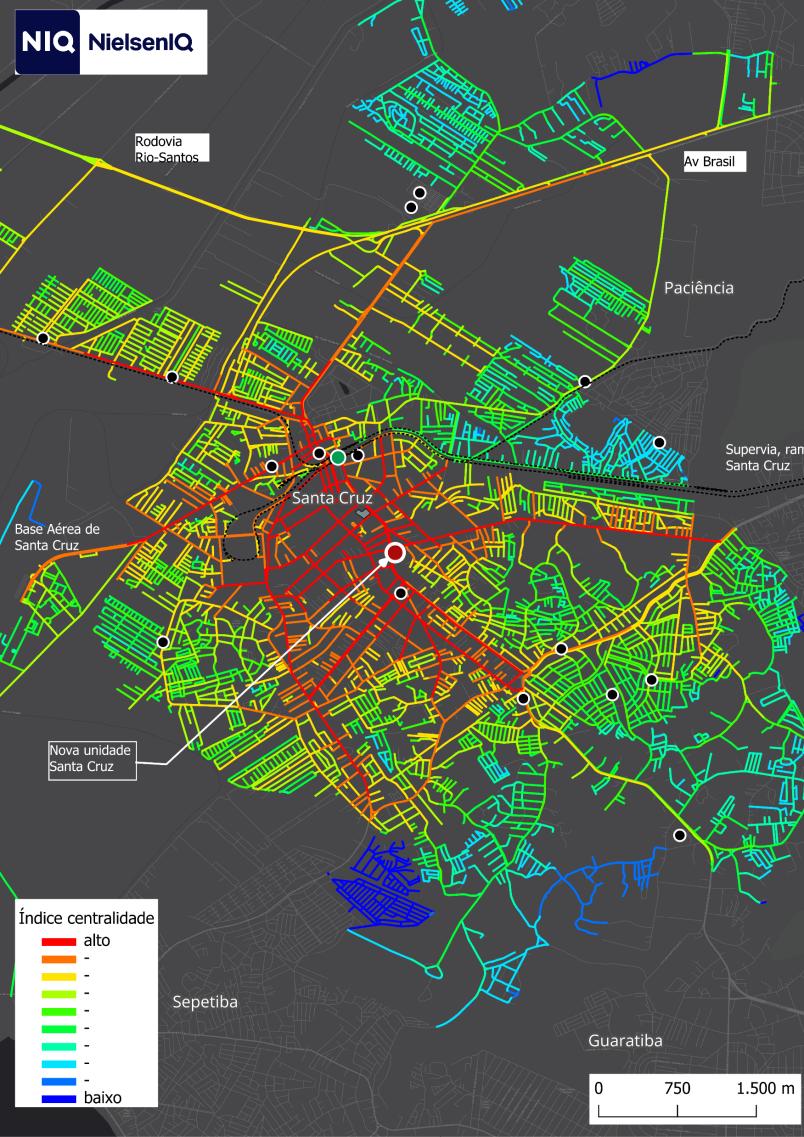 NIQ NielsenIQ
Rodovia
Rio-Santos
Av Brasil
Paciência
Supervia, ram
Santa Cruz
Santa Cruz
Base Aérea de
Santa Cruz
Nova unidade
Santa Cruz
Índice centralidade
alto
-
-
-
-
-
-
-
-
baixo
Sepetiba
Guaratiba
0 750 1.500 m